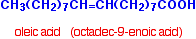 CH₃(CH₂)₇CH=CH(CH₂)₇COOH
oleic acid (octadec-9-enoic acid)